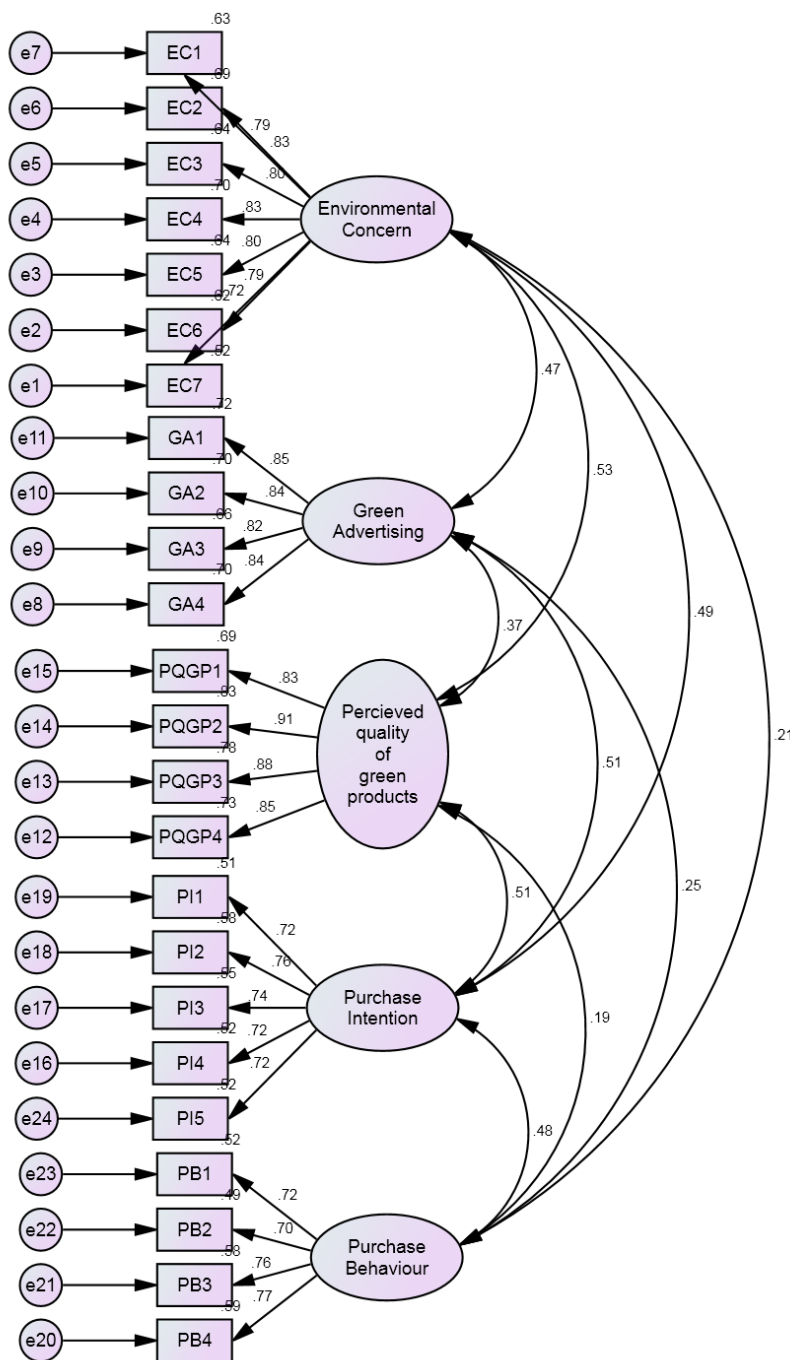 .63
e7
EC1
.69
e6
EC2
.79
.83
.64
e5
EC3
.80
.70
e4
EC4
.83
Environmental
Concern
.64
.80
e3
EC5
.79
.62
.72
e2
EC6
.52
e1
EC7
.47
.72
e11
GA1
.85
.53
.70
e10
GA2
.84
Green
Advertising
.66
e9
GA3
.82
.70
.84
e8
GA4
.49
.37
.69
e15
PQGP1
.83
.83
e14
PQGP2
.91
Percieved
quality
of
green
products
.21
.78
e13
PQGP3
.88
.51
.73
e12
PQGP4
.85
.51
e19
PI1
.72
.51
.25
.58
e18
PI2
.76
.55
e17
PI3
.74
Purchase
Intention
.19
.52
.72
e16
PI4
.72
.52
e24
PI5
.48
.52
e23
PB1
.72
.49
e22
PB2
.70
Purchase
Behaviour
.58
e21
PB3
.76
.59
.77
e20
PB4